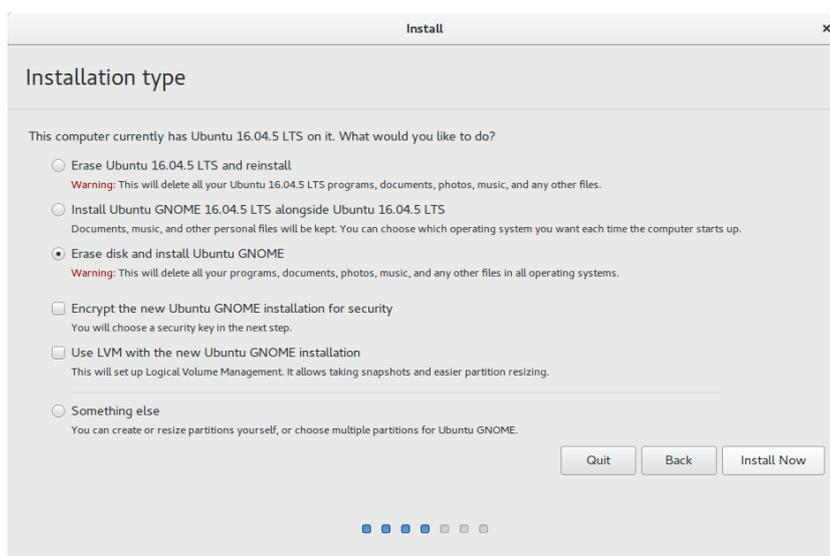 Install
Installation type
This computer currently has Ubuntu 16.04.5 LTS on it. What would you like to do?
Erase Ubuntu 16.04.5 LTS and reinstall
Warning: This will delete all your Ubuntu 16.04.5 LTS programs, documents, photos, music, and any other files.
Install Ubuntu GNOME 16.04.5 LTS alongside Ubuntu 16.04.5 LTS
Documents, music, and other personal files will be kept. You can choose which operating system you want each time the computer starts up.
Erase disk and install Ubuntu GNOME
Warning: This will delete all your programs, documents, photos, music, and any other files in all operating systems.
Encrypt the new Ubuntu GNOME installation for security
You will choose a security key in the next step.
Use LVM with the new Ubuntu GNOME installation
This will set up Logical Volume Management. It allows taking snapshots and easier partition resizing.
Something else
You can create or resize partitions yourself, or choose multiple partitions for Ubuntu GNOME.
Quit Back Install Now